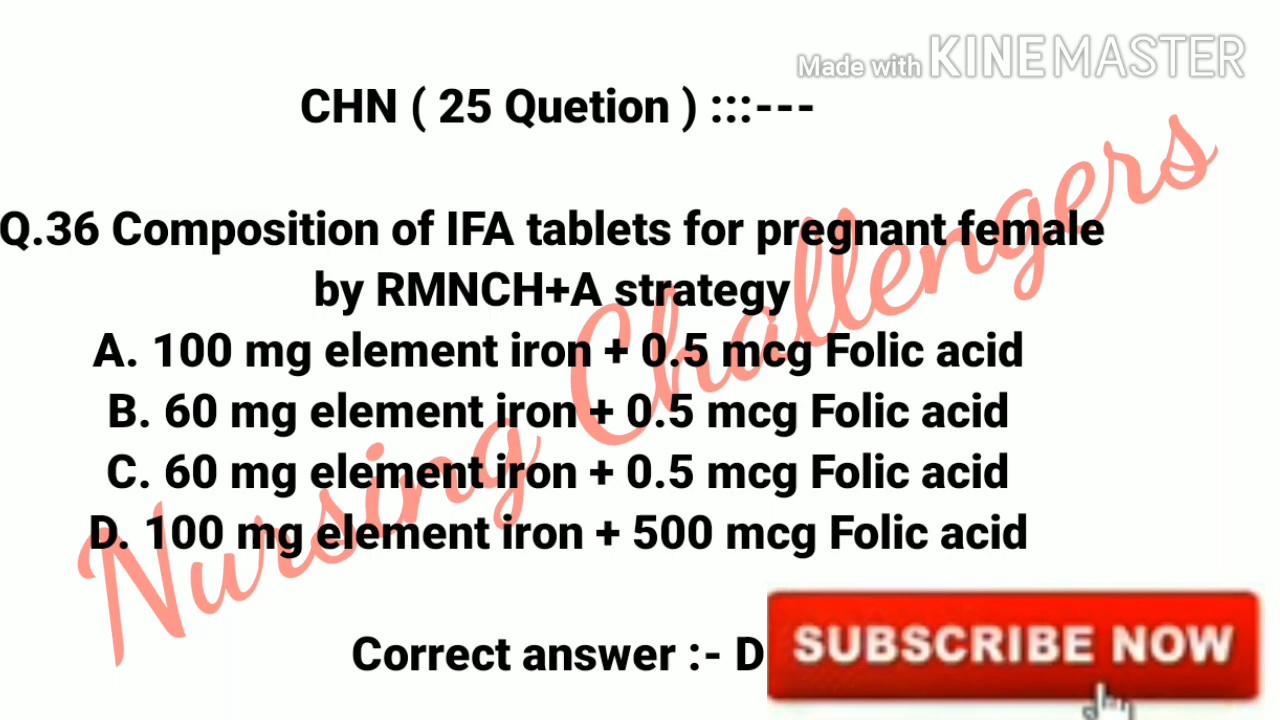 Made with KINEMASTER
CHN ( 25 Quetion ) :::---
Q.36 Composition of IFA tablets for pregnant female
by RMNCH+A strategy
A. 100 mg element iron + 0.5 mcg Folic acid
B. 60 mg element iron + 0.5 mcg Folic acid
C. 60 mg element iron + 0.5 mcg Folic acid
D. 100 mg element iron + 500 mcg Folic acid
Nursing Challengers
Correct answer :- D
SUBSCRIBE NOW